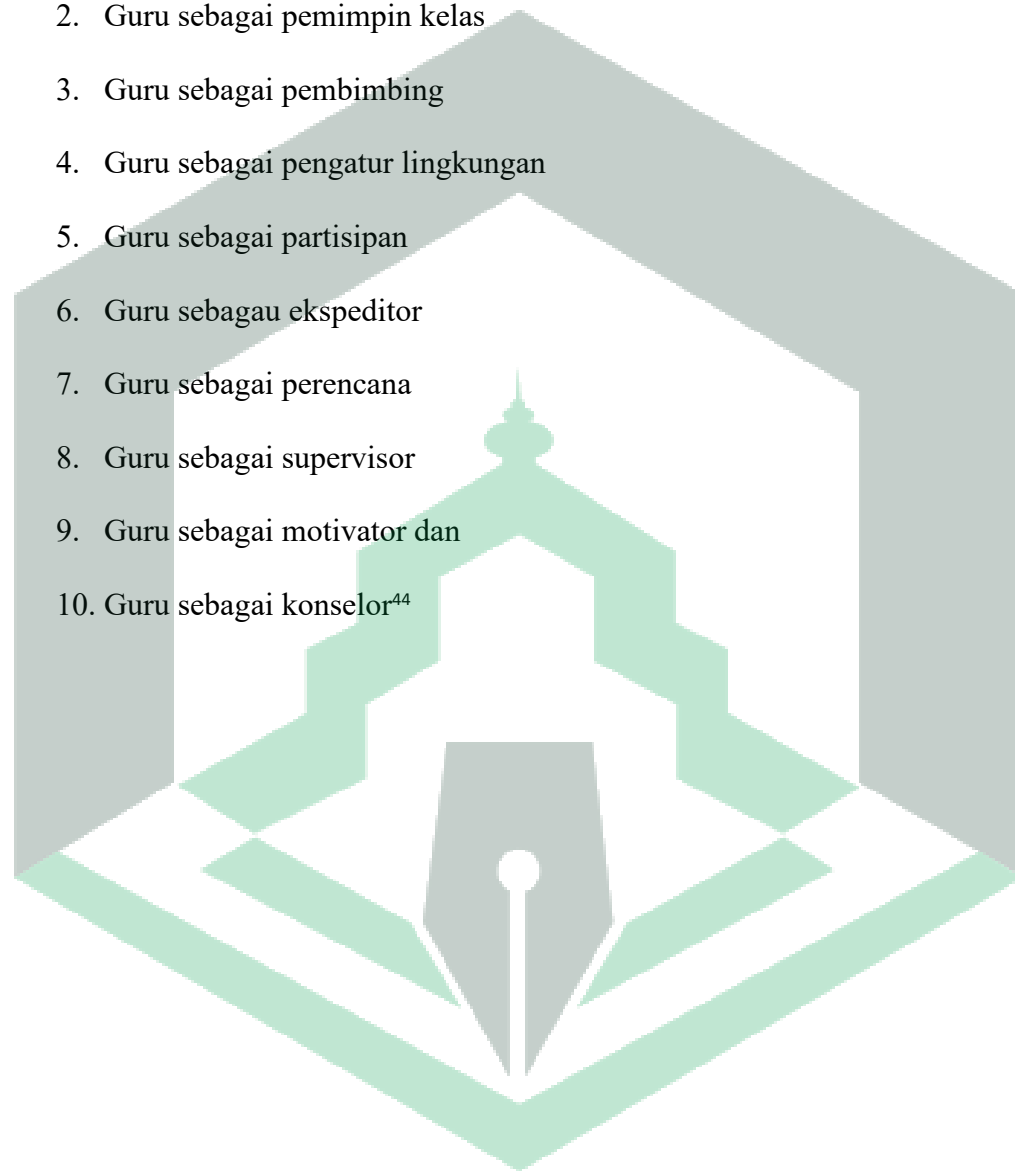 2. Guru sebagai pemimpin kelas
3. Guru sebagai pembimbing
4. Guru sebagai pengatur lingkungan
5. Guru sebagai partisipan
6. Guru sebagau ekspeditor
7. Guru sebagai perencana
8. Guru sebagai supervisor
9. Guru sebagai motivator dan
10. Guru sebagai konselor⁴⁴